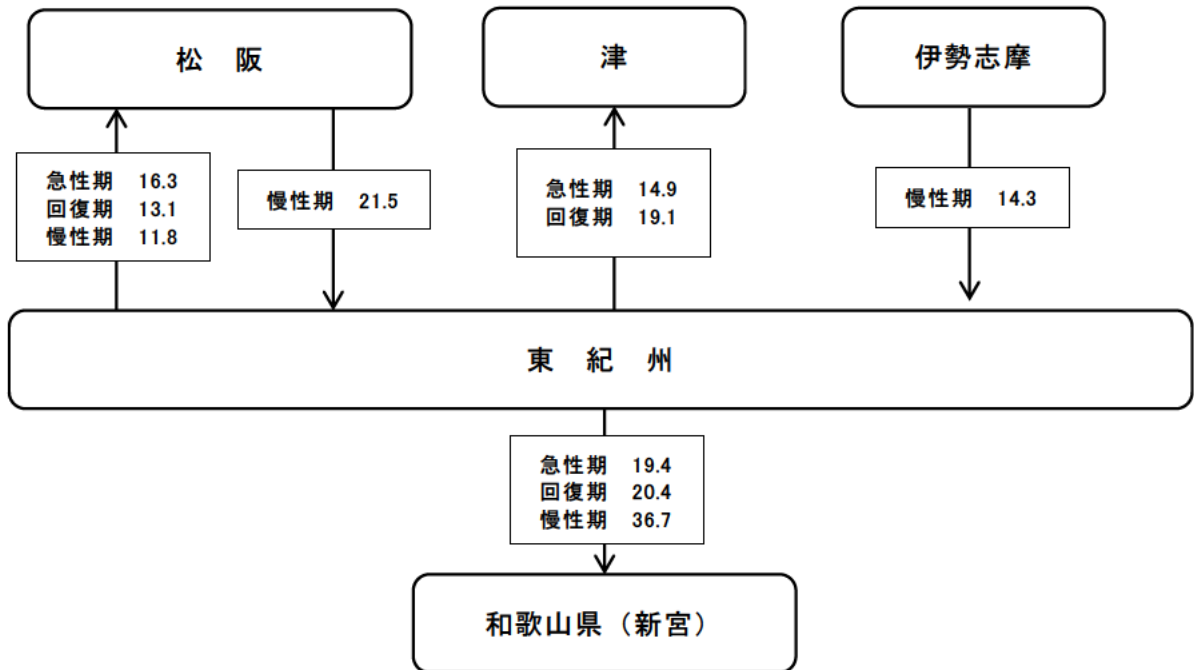 松　阪
津
伊勢志摩
急性期　16.3
回復期　13.1
慢性期　11.8
慢性期　21.5
急性期　14.9
回復期　19.1
慢性期　14.3
東　紀　州
急性期　19.4
回復期　20.4
慢性期　36.7
和歌山県（新宮）